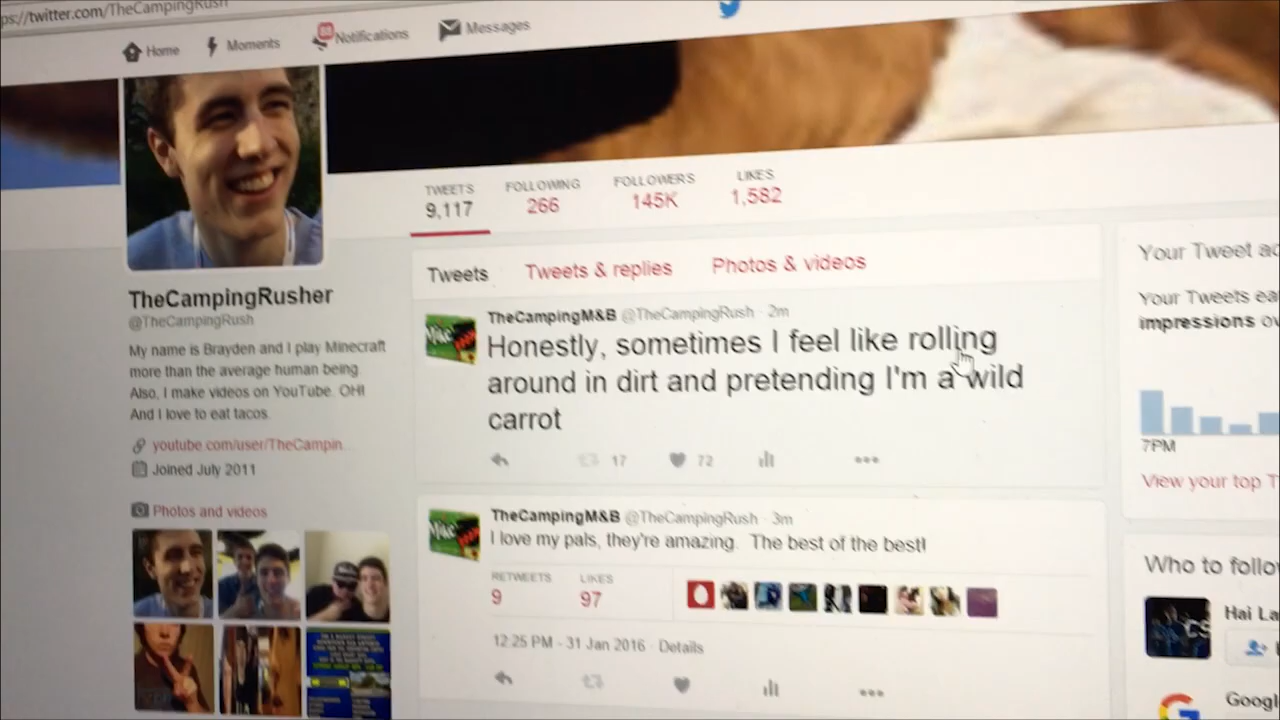 ps://twitter.com/TheCampingRush
Home
Moments
Notifications
Messages
TWEETS
9,117
FOLLOWING
266
FOLLOWERS
145K
LIKES
1,582
TheCampingRusher
@TheCampingRush
My name is Brayden and I play Minecraft
more than the average human being.
Also, I make videos on YouTube. OH!
And I love to eat tacos.
youtube.com/user/TheCampin...
Joined July 2011
Photos and videos
Tweets
Tweets & replies
Photos & videos
TheCampingM&B @TheCampingRush · 2m
Honestly, sometimes I feel like rolling
around in dirt and pretending I'm a wild
carrot
17
72
TheCampingM&B @TheCampingRush · 3m
I love my pals, they're amazing. The best of the best!
RETWEETS
9
LIKES
97
12:25 PM - 31 Jan 2016 · Details
Your Tweet ac
Your Tweets ea
impressions ov
7PM
View your top T
Who to follo
Hai La
Googl